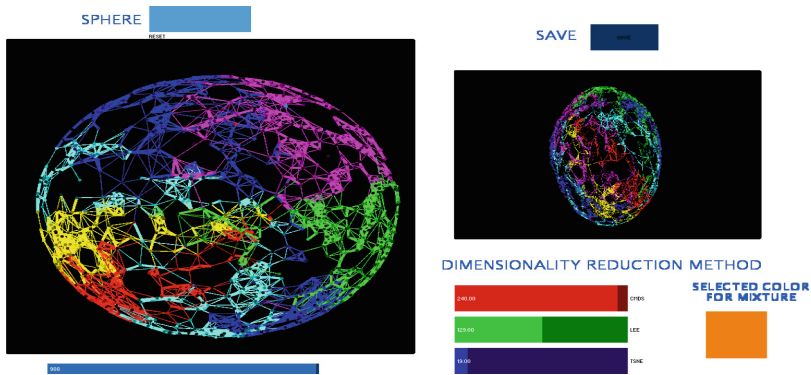 SPHERE
RESET
SAVE
DIMENSIONALITY REDUCTION METHOD
240.00
CMDS
SELECTED COLOR
FOR MIXTURE
129.00
LEE
19.00
TSNE
900